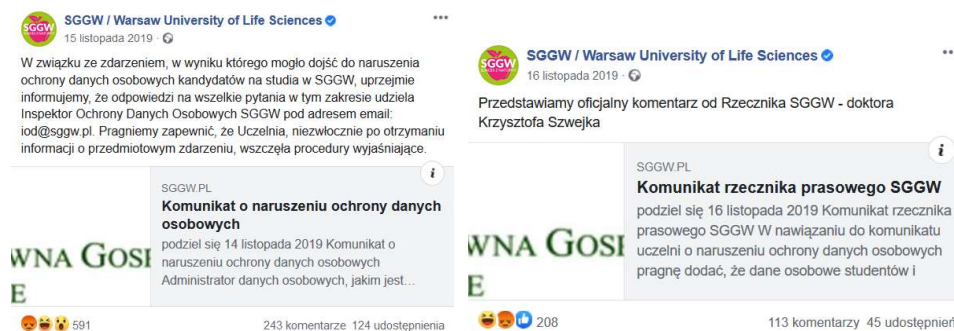 SGGW / Warsaw University of Life Sciences
15 listopada 2019
W związku ze zdarzeniem, w wyniku którego mogło dojść do naruszenia
ochrony danych osobowych kandydatów na studia w SGGW, uprzejmie
informujemy, że odpowiedzi na wszelkie pytania w tym zakresie udziela
Inspektor Ochrony Danych Osobowych SGGW pod adresem email:
iod@sggw.pl. Pragniemy zapewnić, że Uczelnia, niezwłocznie po otrzymaniu
informacji o przedmiotowym zdarzeniu, wszczęła procedury wyjaśniające.
SGGW.PL
Komunikat o naruszeniu ochrony danych
osobowych
podziel się 14 listopada 2019 Komunikat o
naruszeniu ochrony danych osobowych
Administrator danych osobowych, jakim jest...
WNA GOSP
E
591
243 komentarze 124 udostępnienia
SGGW / Warsaw University of Life Sciences
16 listopada 2019
Przedstawiamy oficjalny komentarz od Rzecznika SGGW - doktora
Krzysztofa Szwejka
SGGW.PL
Komunikat rzecznika prasowego SGGW
podziel się 16 listopada 2019 Komunikat rzecznika
prasowego SGGW W nawiązaniu do komunikatu
uczelni o naruszeniu ochrony danych osobowych
pragnę dodać, że dane osobowe studentów i
WNA GOSP
E
208
113 komentarzy 45 udostępnień